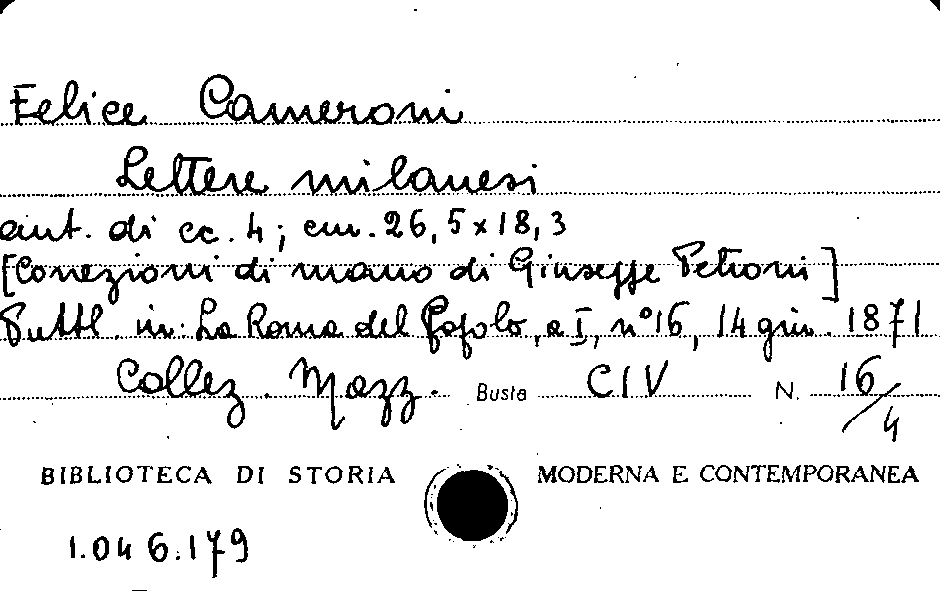 Felice Cameroni
Lettere milanesi
aut. di cc. 4; cm. 26,5x18,3
[Correzioni di mano di Giuseppe Petroni]
Pubbl. in: La Roma del Popolo, a I, n° 16, 14 giu. 1871
Collez. Mazz. Busta CIV N. 16/4
BIBLIOTECA DI STORIA MODERNA E CONTEMPORANEA
1.046.179